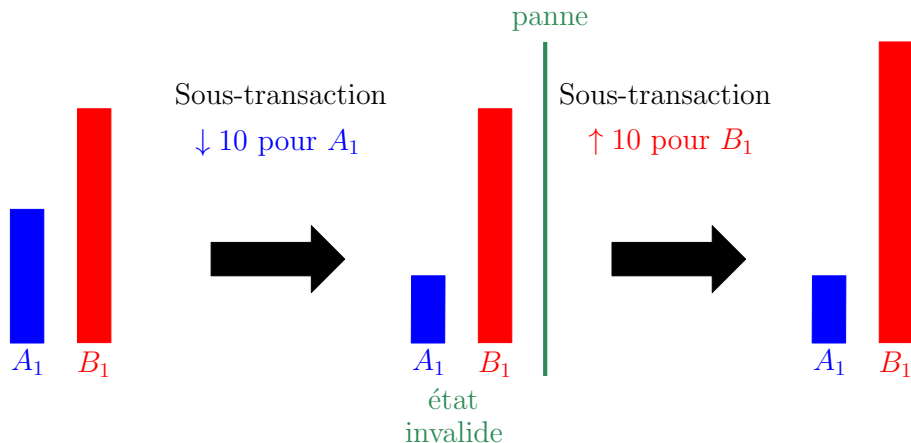 panne
Sous-transaction
↓ 10 pour A₁
Sous-transaction
↑ 10 pour B₁
A₁ B₁
A₁ B₁
A₁ B₁
état
invalide